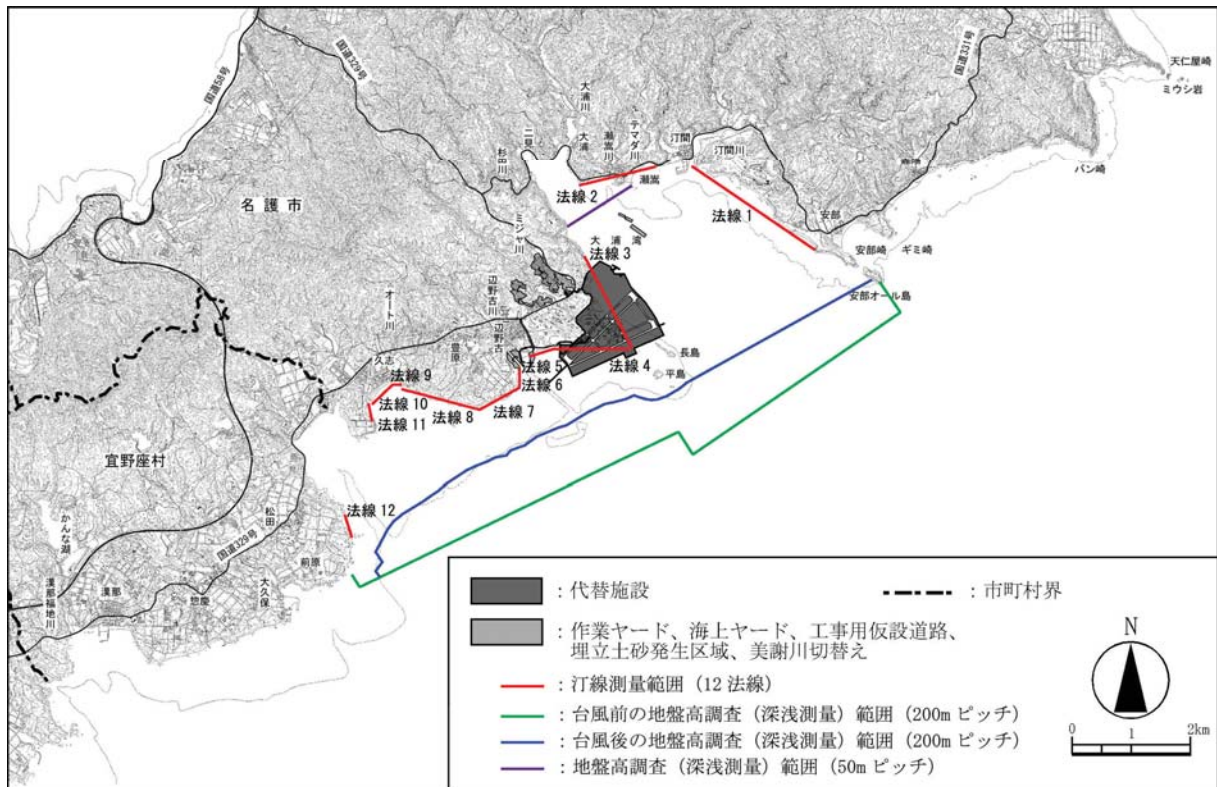 国道58号
国道329号
国道331号
天仁屋崎
ミウシ岩
バン崎
大浦川
大浦
瀬嵩川
テマダ川
汀間
汀間川
二見
杉田川
瀬嵩
名護市
法線2
法線1
安部
安部崎
ギミ崎
安部オール島
ミジャ川
大浦湾
法線3
辺野古川
辺野古
オート川
豊原
久志
長島
平島
法線4
法線5
法線6
法線9
法線10
法線7
法線8
法線11
宜野座村
法線12
松田
かんな湖
国道329号
前原
漢那福地川
漢那
惣慶
大久保
：代替施設
：市町村界
：作業ヤード、海上ヤード、工事用仮設道路、
埋立土砂発生区域、美謝川切替え
：汀線測量範囲（12 法線）
：台風前の地盤高調査（深浅測量）範囲（200m ピッチ）
：台風後の地盤高調査（深浅測量）範囲（200m ピッチ）
：地盤高調査（深浅測量）範囲（50m ピッチ）
N
0 1 2km